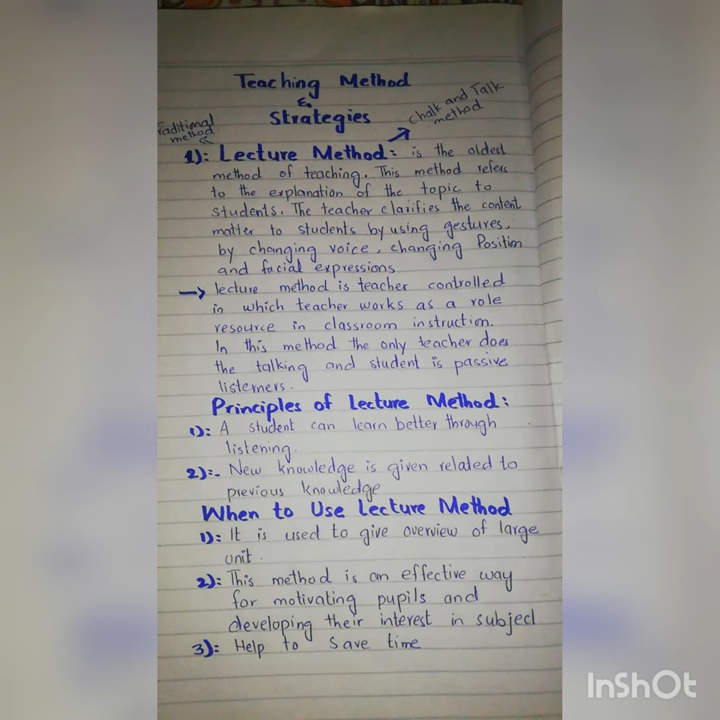 Teaching Method
&
Strategies
Chalk and Talk
method
Traditional
method
1): Lecture Method: is the oldest
method of teaching. This method refers
to the explanation of the topic to
students. The teacher claifies the content
matter to students by using gestures,
by changing voice, changing Position
and facial expressions.
→ lecture method is teacher controlled
in which teacher works as a role
resource in classroom instruction.
In this method the only teacher does
the talking and student is passive
listerners.
Principles of Lecture Method:
1): A student can learn better through
listening.
2):- New knowledge is given related to
previous knowledge
When to Use Lecture Method
1): It is used to give overview of large
unit.
2): This method is an effective way
for motivating pupils and
developing their interest in subject
3): Help to save time
InShOt